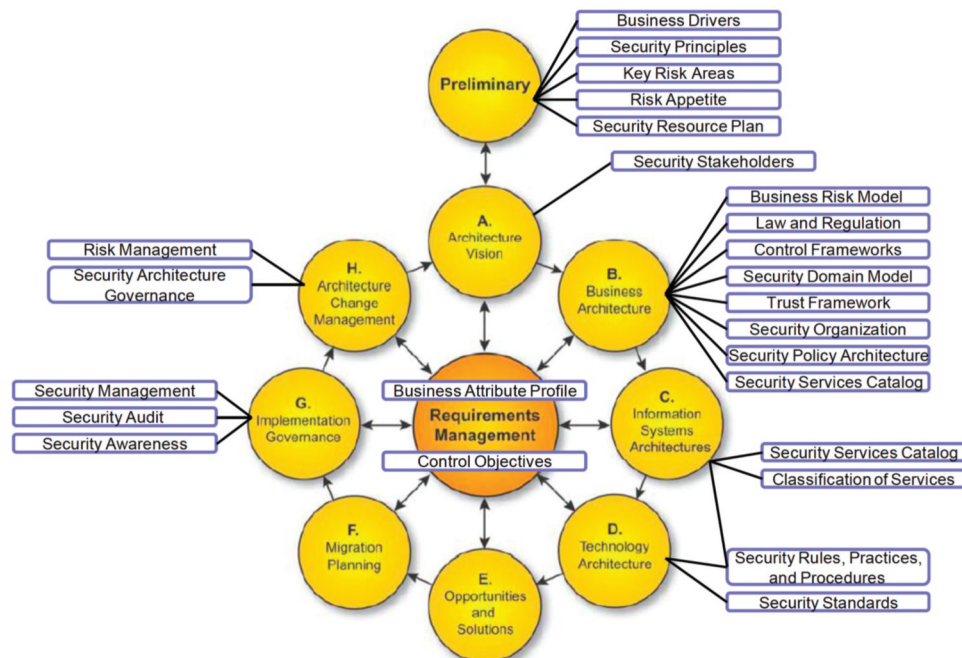 Business Drivers
Security Principles
Preliminary
Key Risk Areas
Risk Appetite
Security Resource Plan
Security Stakeholders
A.
Architecture
Vision
Business Risk Model
Law and Regulation
Control Frameworks
Security Domain Model
Trust Framework
Security Organization
Security Policy Architecture
Security Services Catalog
Risk Management
Security Architecture
Governance
H.
Architecture
Change
Management
B.
Business
Architecture
Security Management
Security Audit
Security Awareness
G.
Implementation
Governance
Business Attribute Profile
Requirements
Management
Control Objectives
C.
Information
Systems
Architectures
Security Services Catalog
Classification of Services
F.
Migration
Planning
D.
Technology
Architecture
Security Rules, Practices,
and Procedures
Security Standards
E.
Opportunities
and
Solutions